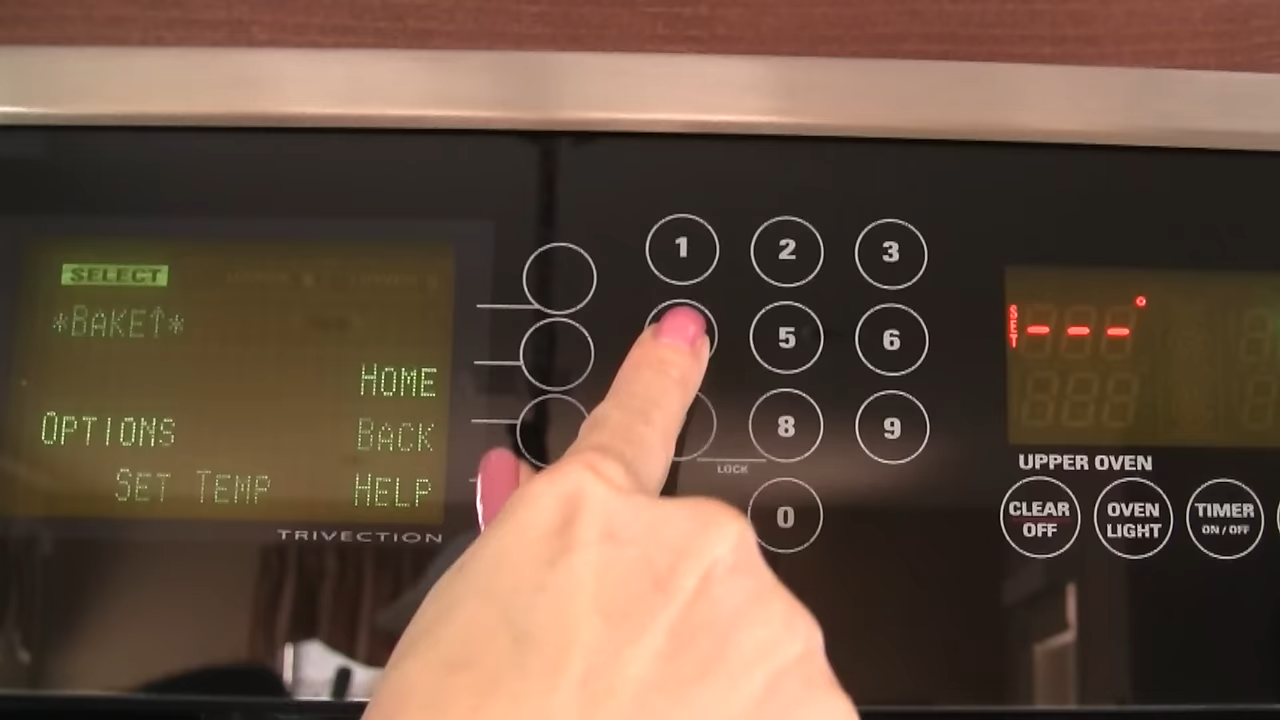 SELECT
*BAKE↑*
HOME
OPTIONS
BACK
SET TEMP
HELP
TRIVECTION
1 2 3
5 6
8 9
LOCK
0
SET - - - °
UPPER OVEN
CLEAR
OFF
OVEN
LIGHT
TIMER
ON / OFF